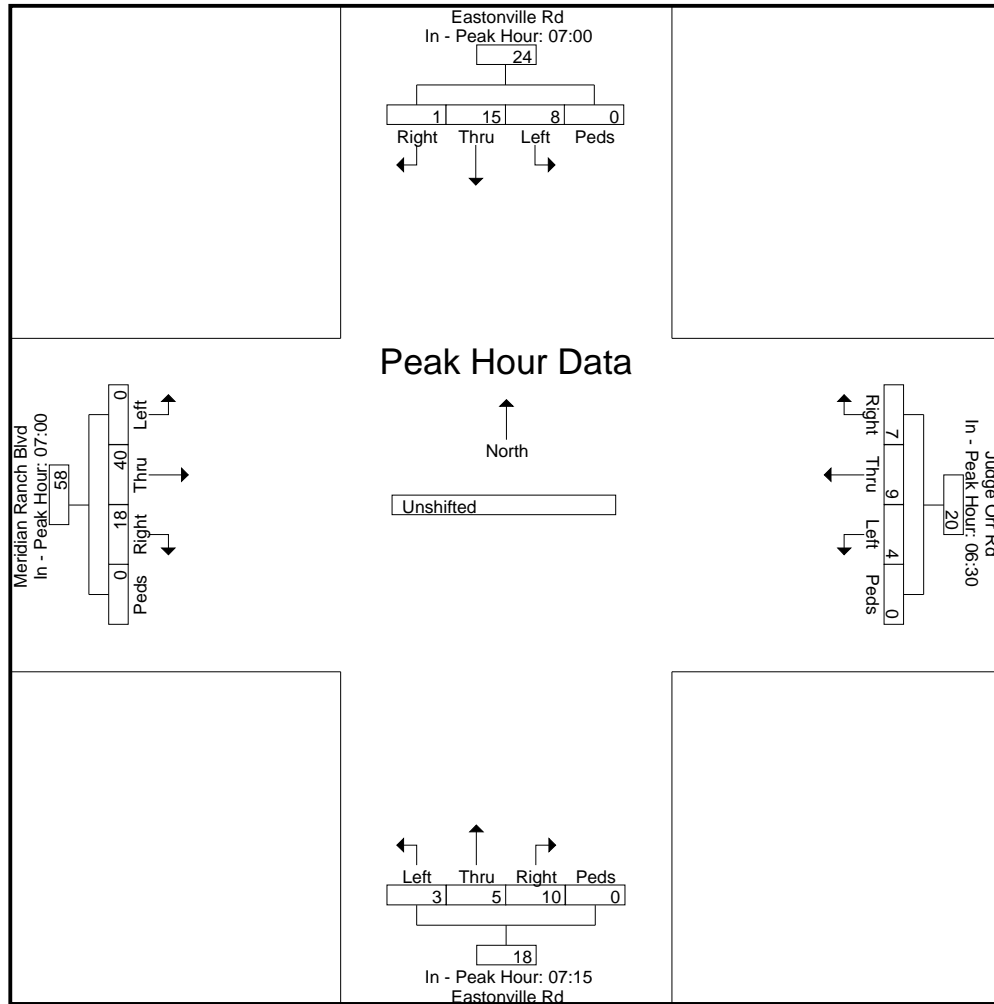 Eastonville Rd
In - Peak Hour: 07:00
24
1 15 8 0
Right Thru Left Peds
Peak Hour Data
North
Unshifted
Meridian Ranch Blvd
In - Peak Hour: 07:00
58
0 40 18 0
Left Thru Right Peds
Judge Orr Rd
In - Peak Hour: 06:30
20
7 9 4 0
Right Thru Left Peds
Left Thru Right Peds
3 5 10 0
18
In - Peak Hour: 07:15
Eastonville Rd